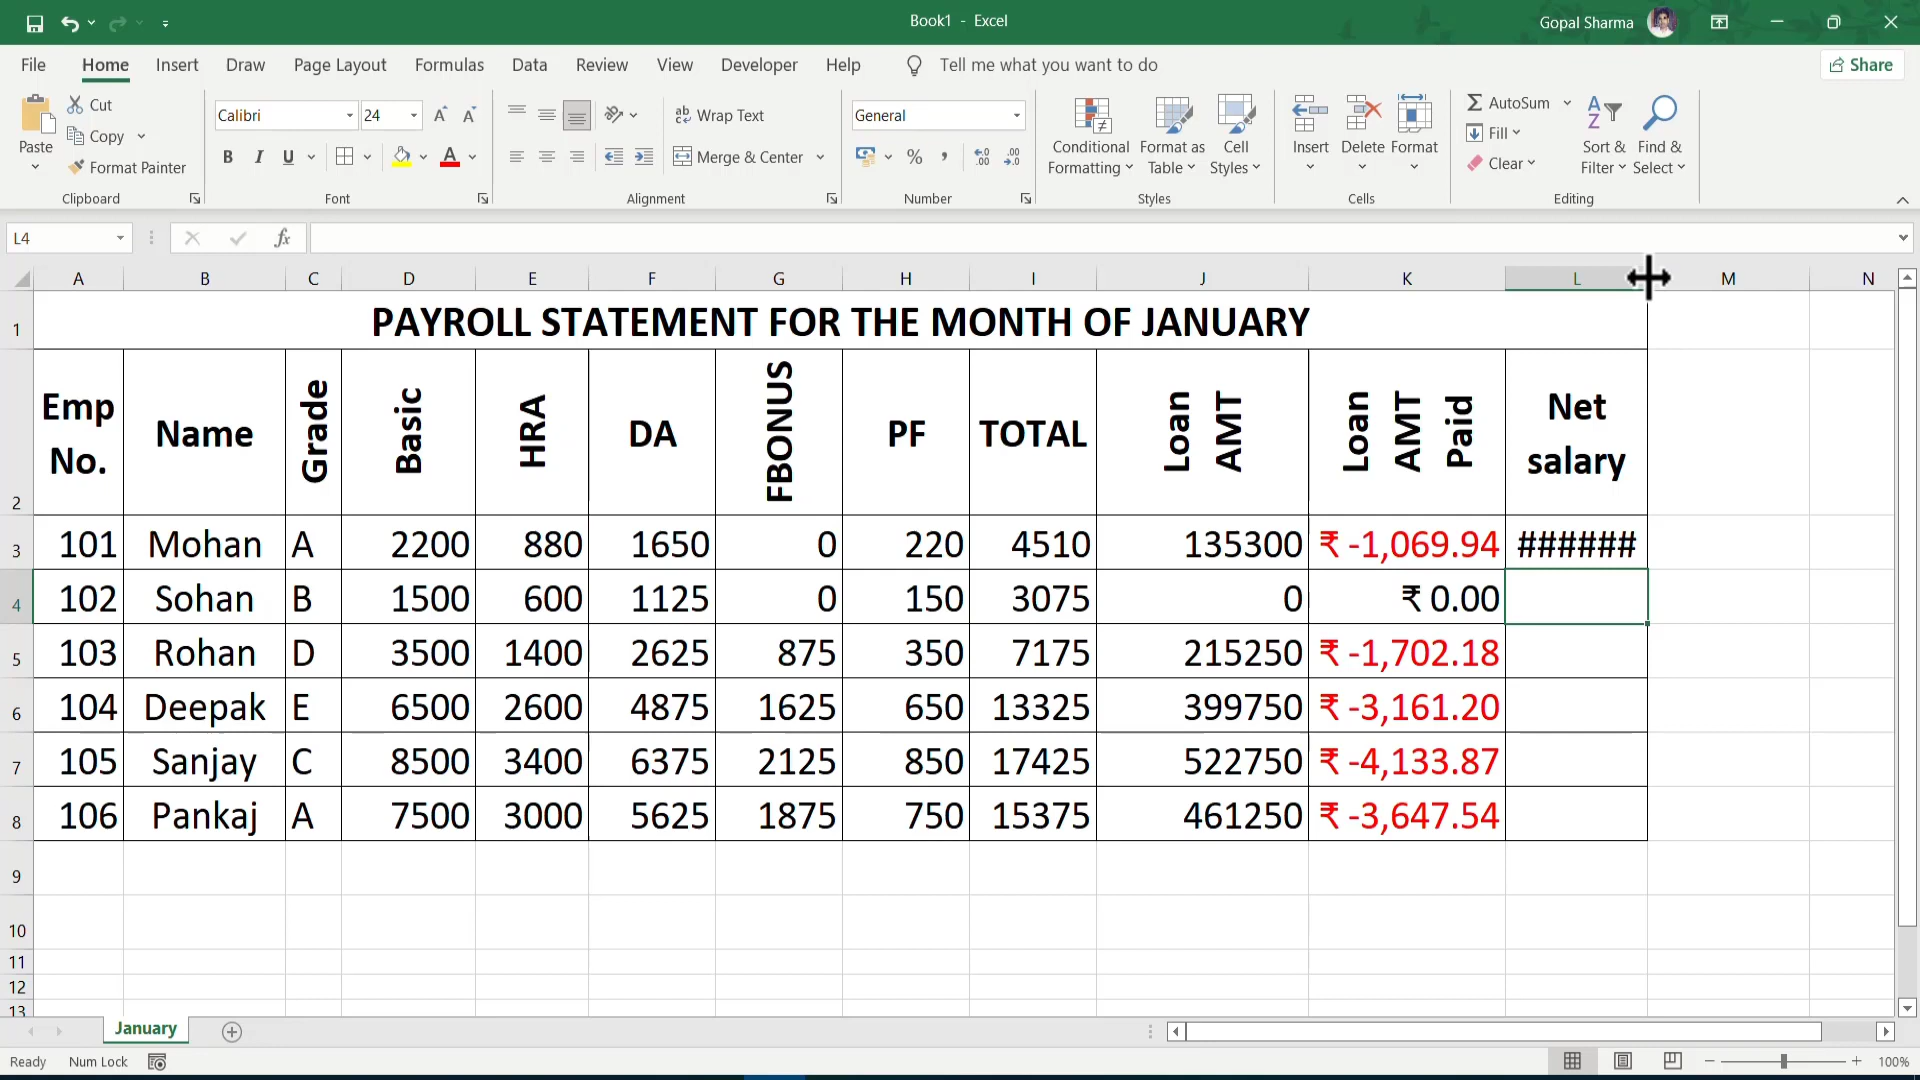 Book1 - Excel
Gopal Sharma
File Home Insert Draw Page Layout Formulas Data Review View Developer Help Tell me what you want to do Share
Paste
Cut
Copy
Format Painter
Clipboard
Calibri 24
B I U
Font
Wrap Text
Merge & Center
Alignment
General
Number
Conditional Formatting
Format as Table
Cell Styles
Styles
Insert Delete Format
Cells
AutoSum
Fill
Clear
Sort & Filter
Find & Select
Editing
L4 fx
A B C D E F G H I J K L M N
1 PAYROLL STATEMENT FOR THE MONTH OF JANUARY
2 Emp No. Name Grade Basic HRA DA FBONUS PF TOTAL Loan AMT Loan AMT Paid Net salary
3 101 Mohan A 2200 880 1650 0 220 4510 135300 ₹ -1,069.94 ######
4 102 Sohan B 1500 600 1125 0 150 3075 0 ₹ 0.00
5 103 Rohan D 3500 1400 2625 875 350 7175 215250 ₹ -1,702.18
6 104 Deepak E 6500 2600 4875 1625 650 13325 399750 ₹ -3,161.20
7 105 Sanjay C 8500 3400 6375 2125 850 17425 522750 ₹ -4,133.87
8 106 Pankaj A 7500 3000 5625 1875 750 15375 461250 ₹ -3,647.54
9
10
11
12
13
January
Ready Num Lock 100%